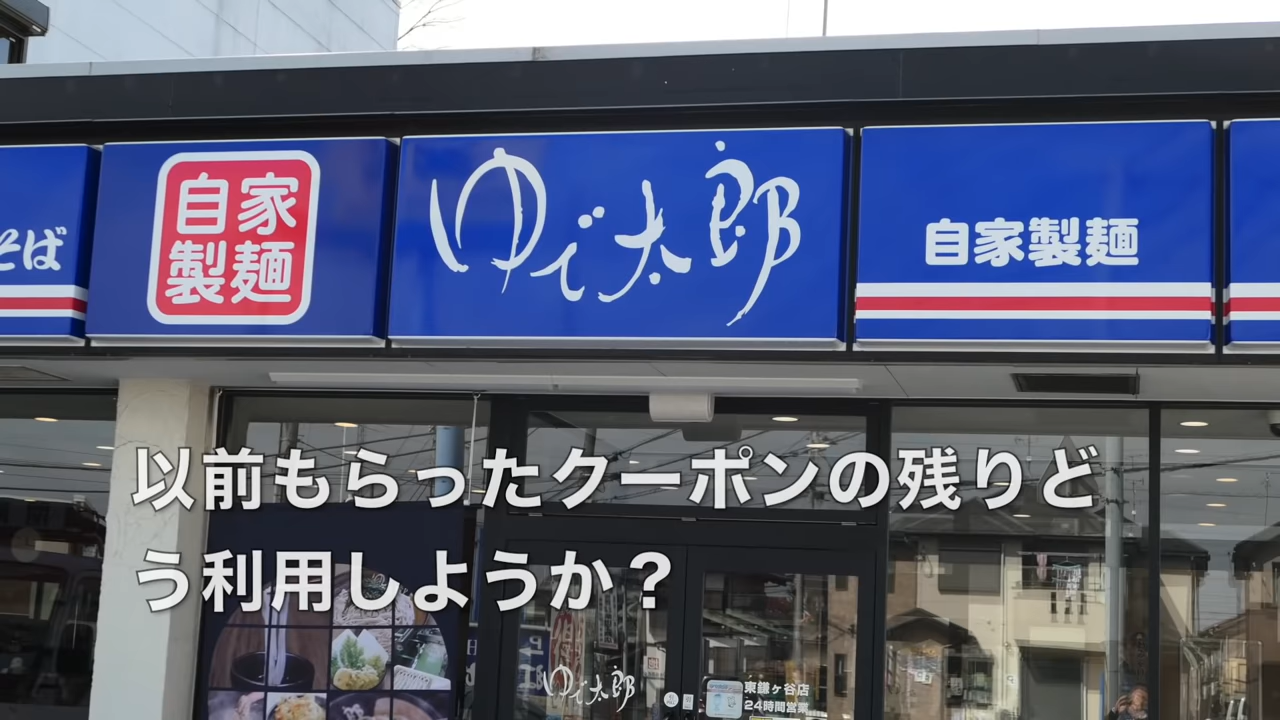 そば
自家
製麺
ゆで太郎
自家製麺
以前もらったクーポンの残りど
う利用しようか？
ゆで太郎
東鎌ヶ谷店
24時間営業